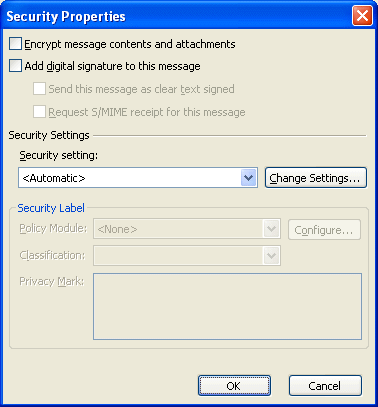 Security Properties
Encrypt message contents and attachments
Add digital signature to this message
Send this message as clear text signed
Request S/MIME receipt for this message
Security Settings
Security setting:
<Automatic> Change Settings...
Security Label
Policy Module: <None> Configure...
Classification:
Privacy Mark:
OK Cancel